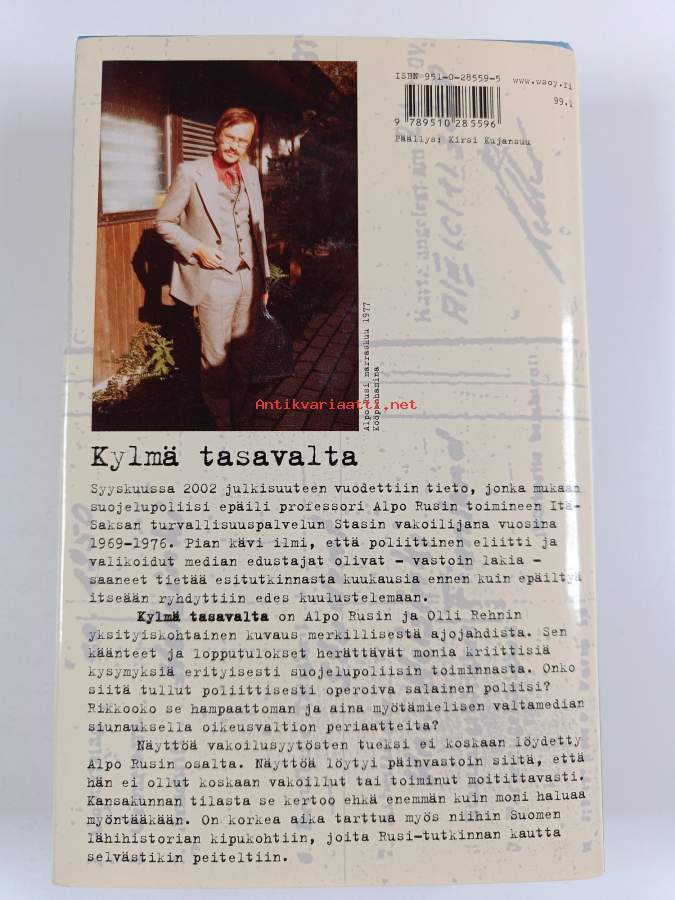 ISBN 951-0-28559-5
www.wsoy.fi
99.1
9 789510 285596
Päällys: Kirsi Kujansuu
Alpo Rusi marraskuu 1977
Kööpenhamina
Antikvariaatti.net
Kylmä tasavalta
Syyskuussa 2002 julkisuuteen vuodettiin tieto, jonka mukaan
suojelupoliisi epäili professori Alpo Rusin toimineen Itä-
Saksan turvallisuuspalvelun Stasin vakoilijana vuosina
1969-1976. Pian kävi ilmi, että poliittinen eliitti ja
valikoidut median edustajat olivat – vastoin lakia –
saaneet tietää esitutkinnasta kuukausia ennen kuin epäiltyä
itseään ryhdyttiin edes kuulustelemaan.
Kylmä tasavalta on Alpo Rusin ja Olli Rehnin
yksityiskohtainen kuvaus merkillisestä ajojahdista. Sen
käänteet ja lopputulokset herättävät monia kriittisiä
kysymyksiä erityisesti suojelupoliisin toiminnasta. Onko
siitä tullut poliittisesti operoiva salainen poliisi?
Rikkooko se hampaattoman ja aina myötämielisen valtamedian
siunauksella oikeusvaltion periaatteita?
Näyttöä vakoilusyytösten tueksi ei koskaan löydetty
Alpo Rusin osalta. Näyttöä löytyi päinvastoin siitä, että
hän ei ollut koskaan vakoillut tai toiminut moitittavasti.
Kansakunnan tilasta se kertoo ehkä enemmän kuin moni haluaa
myöntääkään. On korkea aika tarttua myös niihin Suomen
lähihistorian kipukohtiin, joita Rusi-tutkinnan kautta
selvästikin peiteltiin.